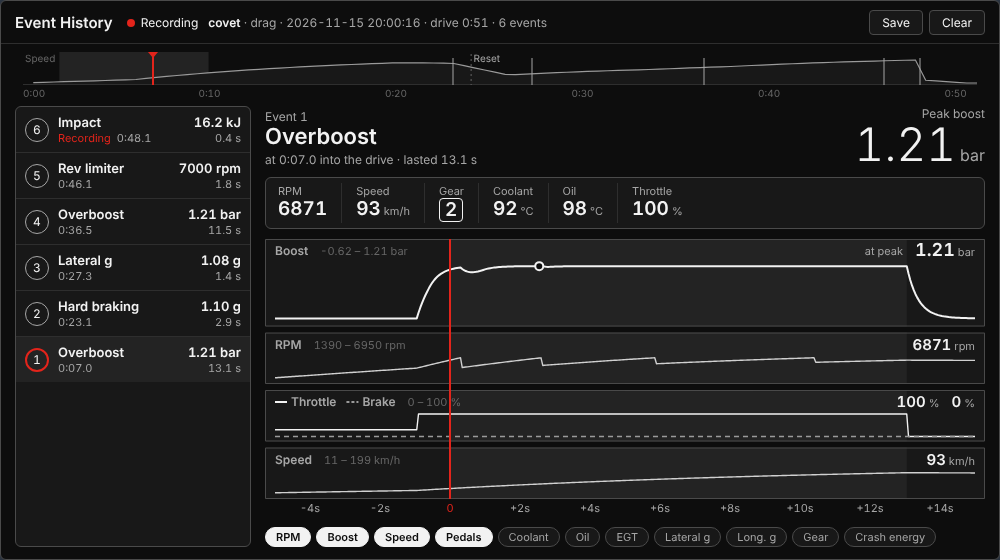 Event History
Recording covet · drag · 2026-11-15 20:00:16 · drive 0:51 · 6 events
Save
Clear
Speed
Reset
0:00 0:10 0:20 0:30 0:40 0:50
6 Impact 16.2 kJ
Recording 0:48.1 0.4 s
5 Rev limiter 7000 rpm
0:46.1 1.8 s
4 Overboost 1.21 bar
0:36.5 11.5 s
3 Lateral g 1.08 g
0:27.3 1.4 s
2 Hard braking 1.10 g
0:23.1 2.9 s
1 Overboost 1.21 bar
0:07.0 13.1 s
Event 1
Overboost
at 0:07.0 into the drive · lasted 13.1 s
Peak boost
1.21 bar
RPM Speed Gear Coolant Oil Throttle
6871 93 km/h 2 92 °C 98 °C 100 %
Boost -0.62 – 1.21 bar at peak 1.21 bar
RPM 1390 – 6950 rpm 6871 rpm
Throttle Brake 0 – 100 % 100 % 0 %
Speed 11 – 199 km/h 93 km/h
-4s -2s 0 +2s +4s +6s +8s +10s +12s +14s
RPM Boost Speed Pedals Coolant Oil EGT Lateral g Long. g Gear Crash energy